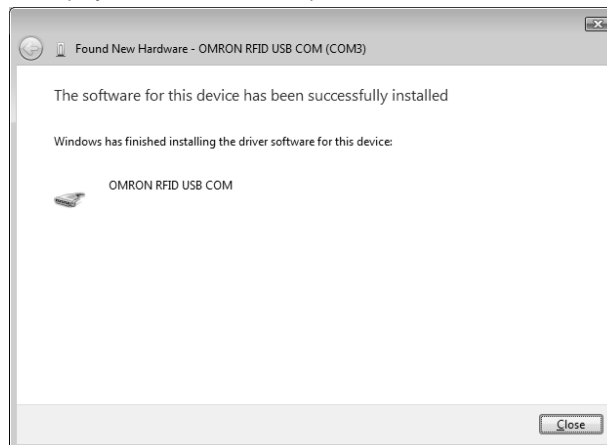 Found New Hardware - OMRON RFID USB COM (COM3)
The software for this device has been successfully installed
Windows has finished installing the driver software for this device:
OMRON RFID USB COM
Close